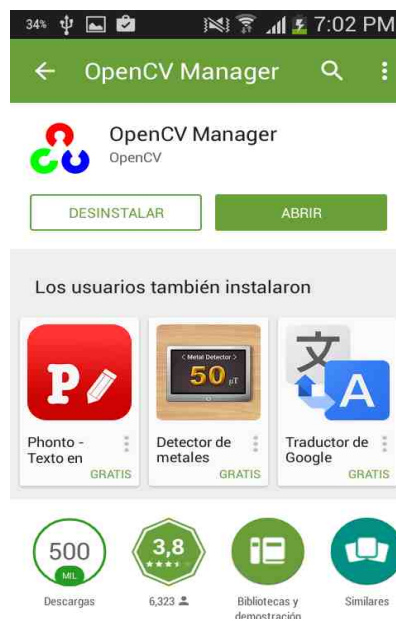 34%
7:02 PM
OpenCV Manager
OpenCV Manager
OpenCV
DESINSTALAR
ABRIR
Los usuarios también instalaron
P
< Metal Detector >
50 µT
文
A
Phonto -
Texto en
GRATIS
Detector de
metales
GRATIS
Traductor de
Google
GRATIS
500
MIL
Descargas
3,8
6,323
Bibliotecas y
demostración
Similares